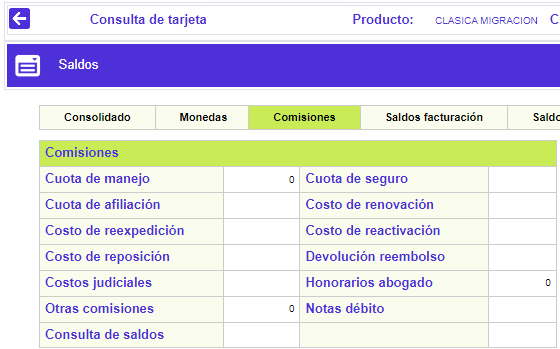 Consulta de tarjeta Producto: CLASICA MIGRACION C
Saldos
Consolidado Monedas Comisiones Saldos facturación Saldo
Comisiones
Cuota de manejo 0 Cuota de seguro
Cuota de afiliación Costo de renovación
Costo de reexpedición Costo de reactivación
Costo de reposición Devolución reembolso
Costos judiciales Honorarios abogado 0
Otras comisiones 0 Notas débito
Consulta de saldos